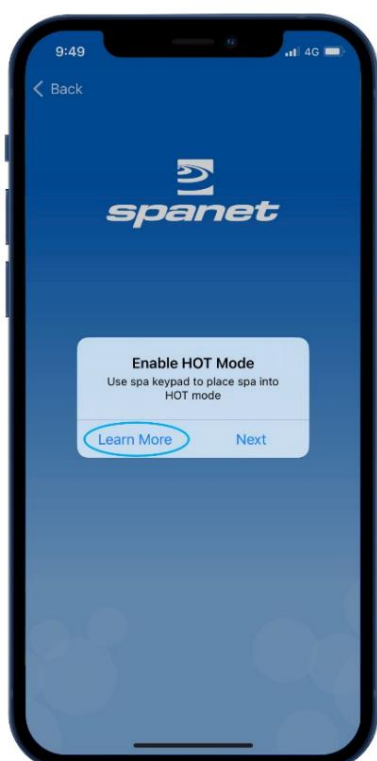 9:49
4G
Back
spanet
Enable HOT Mode
Use spa keypad to place spa into
HOT mode
Learn More Next